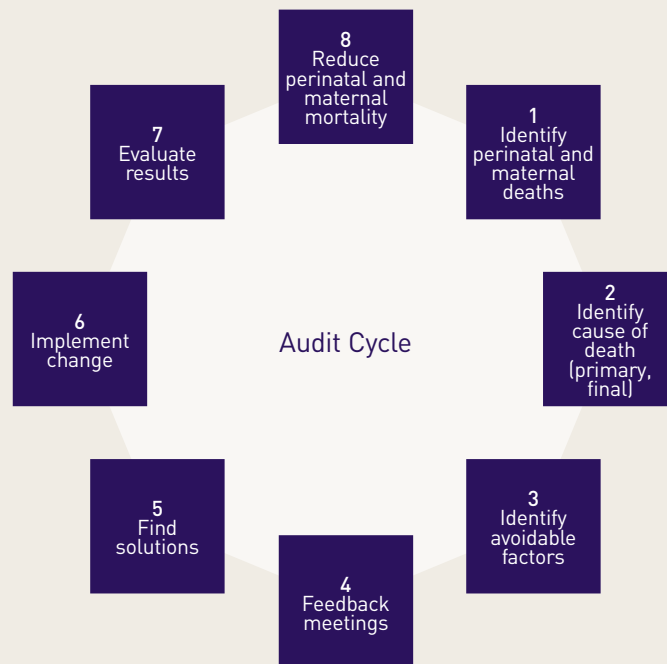 8
Reduce
perinatal and
maternal
mortality
1
Identify
perinatal and
maternal
deaths
2
Identify
cause of
death
(primary,
final)
3
Identify
avoidable
factors
4
Feedback
meetings
5
Find
solutions
6
Implement
change
7
Evaluate
results
Audit Cycle